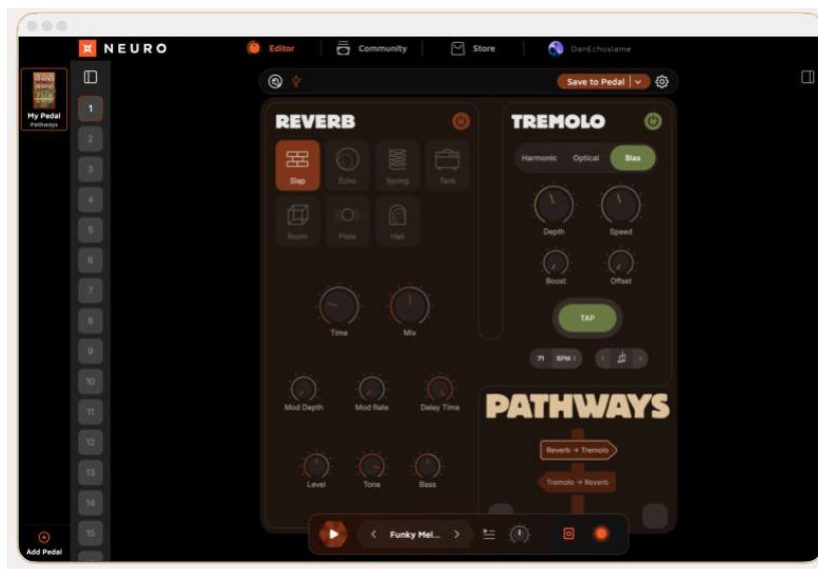 NEURO
Editor
Community
Store
DanEchoslame
My Pedal
Pathways
Save to Pedal
1
2
3
4
5
6
7
8
9
10
11
12
13
14
15
Add Pedal
REVERB
Slap
Echo
Spring
Tank
Room
Plate
Hall
Time
Mix
Mod Depth
Mod Rate
Delay Time
Level
Tone
Bass
TREMOLO
Harmonic Optical Bias
Depth
Speed
Boost
Offset
TAP
71 BPM
PATHWAYS
Reverb → Tremolo
Tremolo → Reverb
Funky Mel...